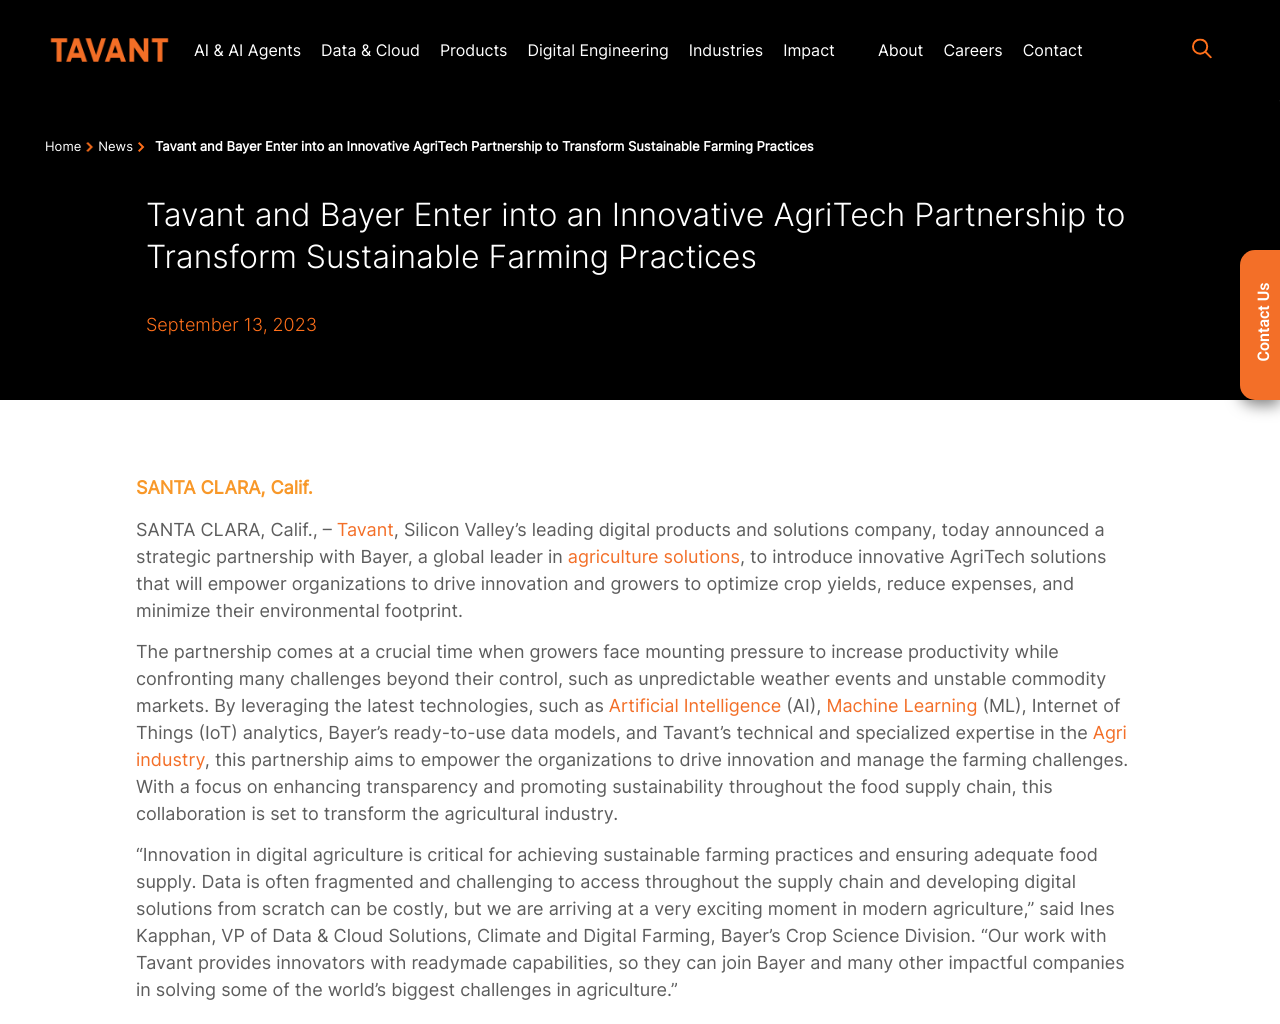 TAVANT
AI & AI Agents Data & Cloud Products Digital Engineering Industries Impact About Careers Contact
Home News Tavant and Bayer Enter into an Innovative AgriTech Partnership to Transform Sustainable Farming Practices
Tavant and Bayer Enter into an Innovative AgriTech Partnership to
Transform Sustainable Farming Practices
September 13, 2023
Contact Us
SANTA CLARA, Calif.
SANTA CLARA, Calif., – Tavant, Silicon Valley’s leading digital products and solutions company, today announced a
strategic partnership with Bayer, a global leader in agriculture solutions, to introduce innovative AgriTech solutions
that will empower organizations to drive innovation and growers to optimize crop yields, reduce expenses, and
minimize their environmental footprint.
The partnership comes at a crucial time when growers face mounting pressure to increase productivity while
confronting many challenges beyond their control, such as unpredictable weather events and unstable commodity
markets. By leveraging the latest technologies, such as Artificial Intelligence (AI), Machine Learning (ML), Internet of
Things (IoT) analytics, Bayer’s ready-to-use data models, and Tavant’s technical and specialized expertise in the Agri
industry, this partnership aims to empower the organizations to drive innovation and manage the farming challenges.
With a focus on enhancing transparency and promoting sustainability throughout the food supply chain, this
collaboration is set to transform the agricultural industry.
“Innovation in digital agriculture is critical for achieving sustainable farming practices and ensuring adequate food
supply. Data is often fragmented and challenging to access throughout the supply chain and developing digital
solutions from scratch can be costly, but we are arriving at a very exciting moment in modern agriculture,” said Ines
Kapphan, VP of Data & Cloud Solutions, Climate and Digital Farming, Bayer’s Crop Science Division. “Our work with
Tavant provides innovators with readymade capabilities, so they can join Bayer and many other impactful companies
in solving some of the world’s biggest challenges in agriculture.”